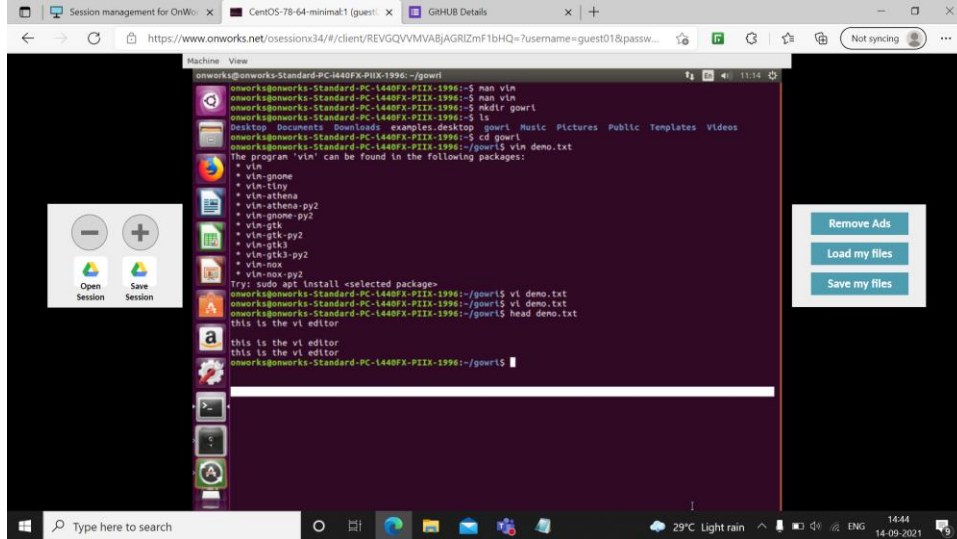 Session management for OnWo
CentOS-78-64-minimal:1 (guest
GitHUB Details
https://www.onworks.net/osessionx34/#/client/REVGQVVMVABjAGRlZmF1bHQ=?username=guest01&passw...
Not syncing
Machine View
onworks@onworks-Standard-PC-i440FX-PIIX-1996: ~/gowri
En 11:14
onworks@onworks-Standard-PC-i440FX-PIIX-1996:~$ man vim
onworks@onworks-Standard-PC-i440FX-PIIX-1996:~$ man vim
onworks@onworks-Standard-PC-i440FX-PIIX-1996:~$ mkdir gowri
onworks@onworks-Standard-PC-i440FX-PIIX-1996:~$ ls
Desktop Documents Downloads examples.desktop gowri Music Pictures Public Templates Videos
onworks@onworks-Standard-PC-i440FX-PIIX-1996:~$ cd gowri
onworks@onworks-Standard-PC-i440FX-PIIX-1996:~/gowri$ vim demo.txt
The program 'vim' can be found in the following packages:
* vim
* vim-gnome
* vim-tiny
* vim-athena
* vim-athena-py2
* vim-gnome-py2
* vim-gtk
* vim-gtk-py2
* vim-gtk3
* vim-gtk3-py2
* vim-nox
* vim-nox-py2
Try: sudo apt install <selected package>
onworks@onworks-Standard-PC-i440FX-PIIX-1996:~/gowri$ vi demo.txt
onworks@onworks-Standard-PC-i440FX-PIIX-1996:~/gowri$ vi demo.txt
onworks@onworks-Standard-PC-i440FX-PIIX-1996:~/gowri$ head demo.txt
this is the vi editor
this is the vi editor
this is the vi editor
onworks@onworks-Standard-PC-i440FX-PIIX-1996:~/gowri$
Open Session
Save Session
Remove Ads
Load my files
Save my files
Type here to search
29°C Light rain
ENG
14:44
14-09-2021
9